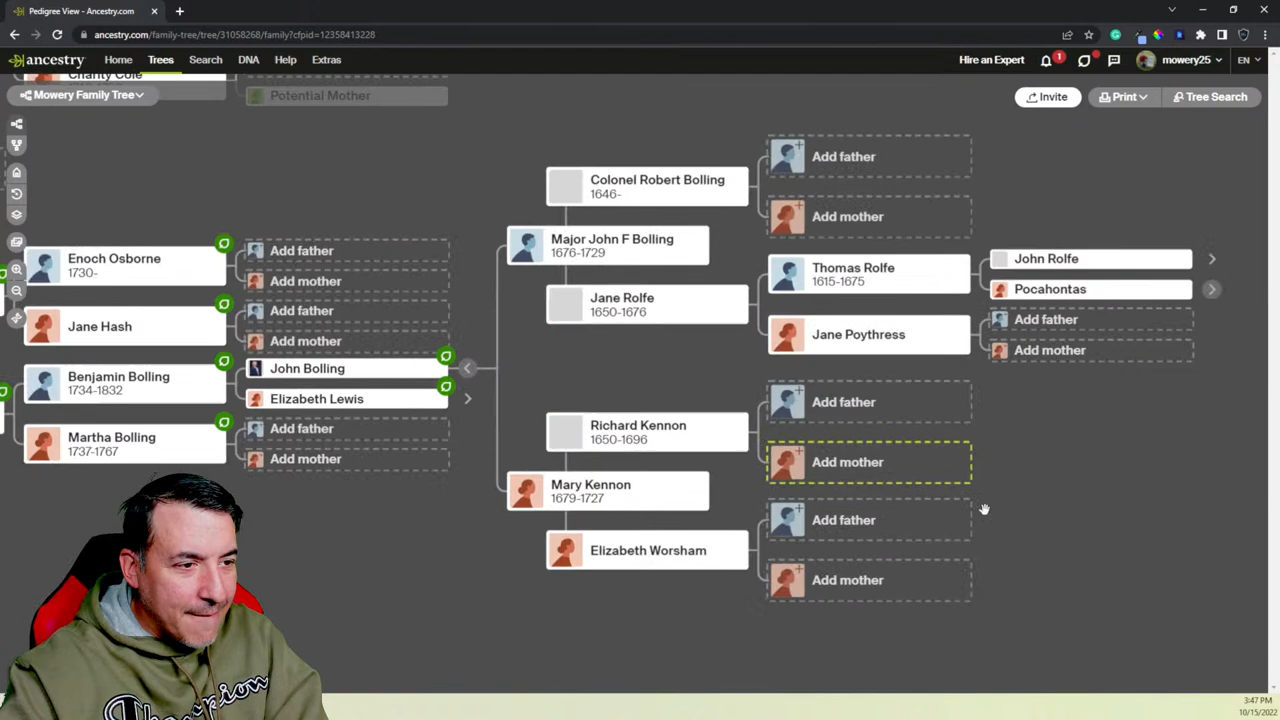 Pedigree View - Ancestry.com
ancestry.com/family-tree/tree/31058268/family?cfpid=12358413228
ancestry Home Trees Search DNA Help Extras Hire an Expert 1 mowery25 EN
Charity Cole
Potential Mother
Mowery Family Tree
Invite Print Tree Search
Add father
Colonel Robert Bolling
1646-
Add mother
Major John F Bolling
1676-1729
Enoch Osborne
1730-
Add father
Add mother
Thomas Rolfe
1615-1675
John Rolfe
Pocahontas
Jane Rolfe
1650-1676
Jane Hash
Add father
Add mother
Jane Poythress
Add father
Add mother
Benjamin Bolling
1734-1832
John Bolling
Elizabeth Lewis
Martha Bolling
1737-1767
Add father
Add mother
Richard Kennon
1650-1696
Add father
Add mother
Mary Kennon
1679-1727
Elizabeth Worsham
Add father
Add mother
Champion
3:47 PM
10/15/2022